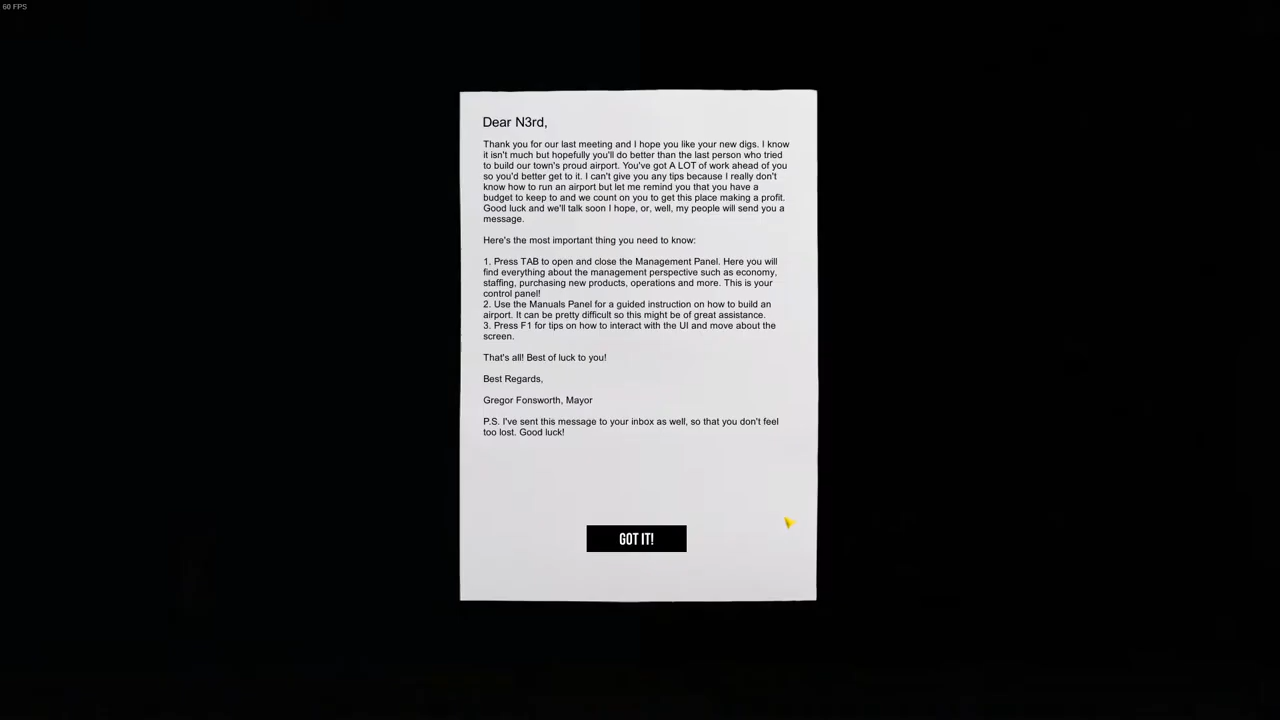 60 FPS
Dear N3rd,
Thank you for our last meeting and I hope you like your new digs. I know
it isn't much but hopefully you'll do better than the last person who tried
to build our town's proud airport. You've got A LOT of work ahead of you
so you'd better get to it. I can't give you any tips because I really don't
know how to run an airport but let me remind you that you have a
budget to keep to and we count on you to get this place making a profit.
Good luck and we'll talk soon I hope, or, well, my people will send you a
message.
Here's the most important thing you need to know:
1. Press TAB to open and close the Management Panel. Here you will
find everything about the management perspective such as economy,
staffing, purchasing new products, operations and more. This is your
control panel!
2. Use the Manuals Panel for a guided instruction on how to build an
airport. It can be pretty difficult so this might be of great assistance.
3. Press F1 for tips on how to interact with the UI and move about the
screen.
That's all! Best of luck to you!
Best Regards,
Gregor Fonsworth, Mayor
P.S. I've sent this message to your inbox as well, so that you don't feel
too lost. Good luck!
GOT IT!